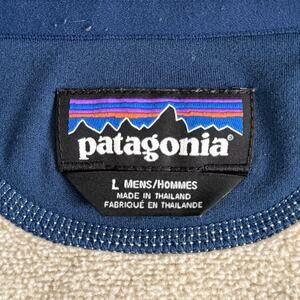 patagonia®
L MENS/HOMMES
MADE IN THAILAND
FABRIQUÉ EN THAILANDE